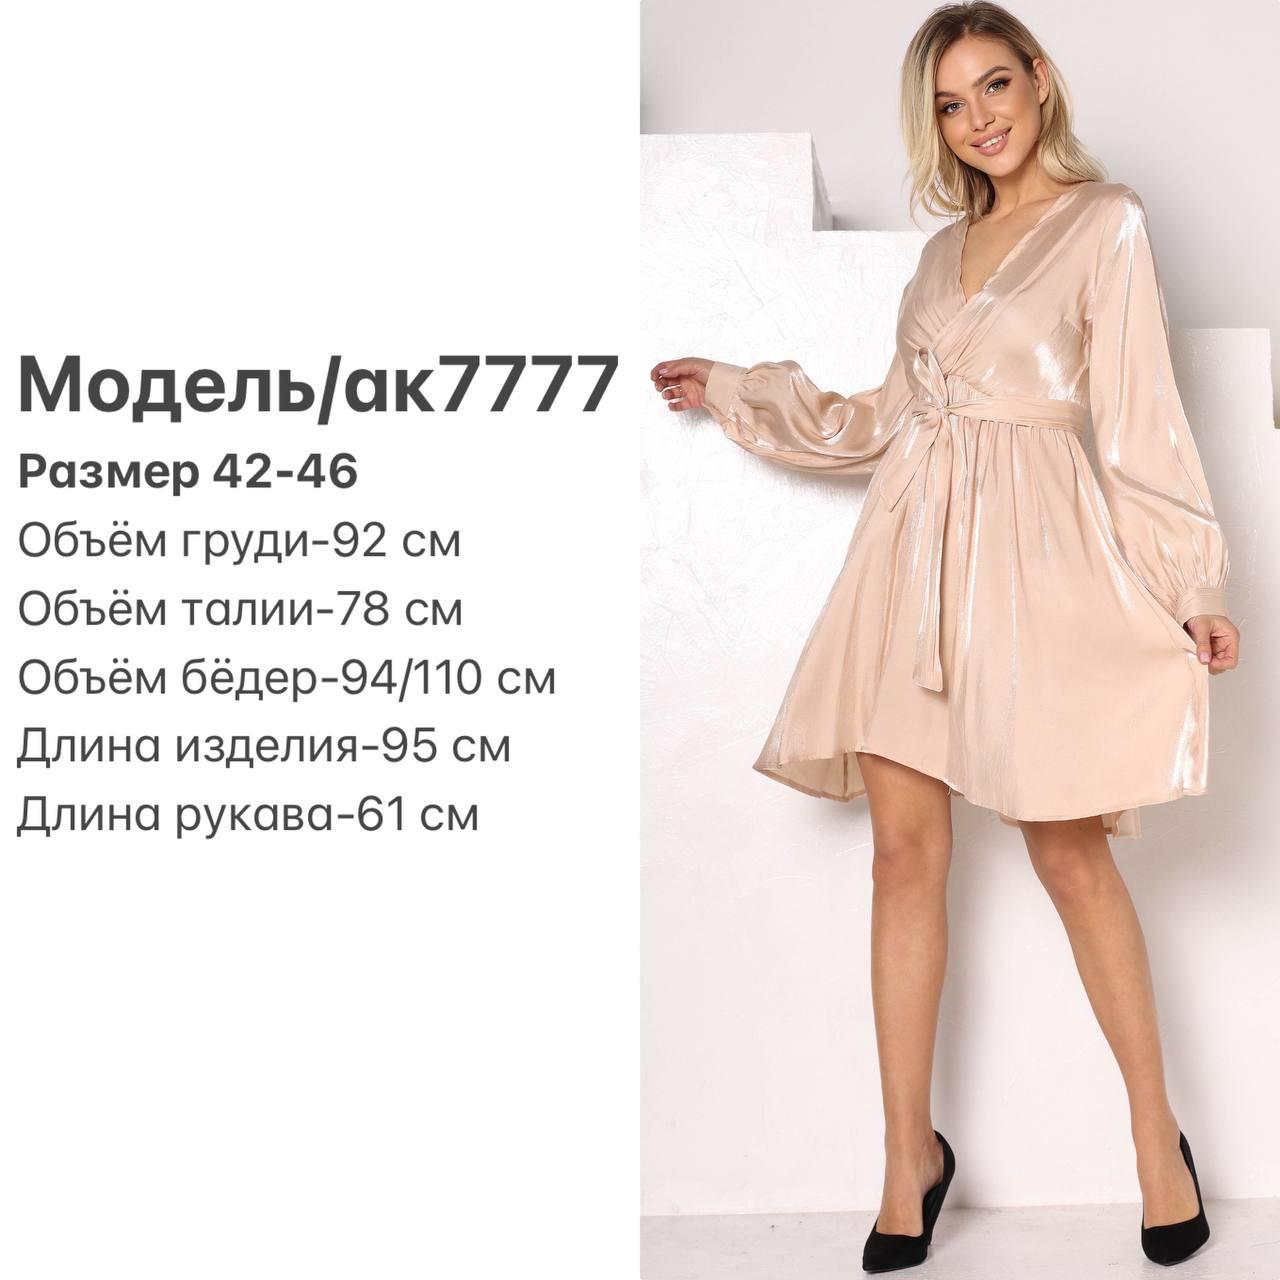 Модель/ак7777
Размер 42-46
Объём груди-92 см
Объём талии-78 см
Объём бёдер-94/110 см
Длина изделия-95 см
Длина рукава-61 см